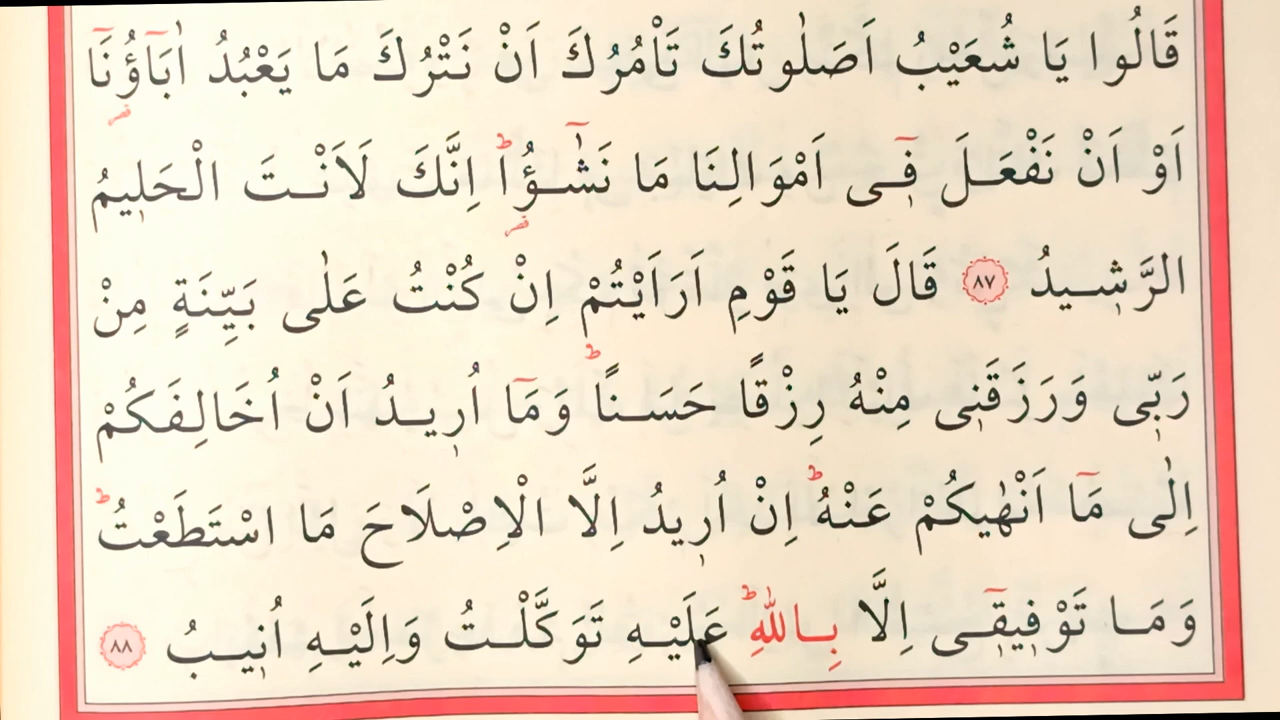 قَالُوا يَا شُعَيْبُ اَصَلٰوتُكَ تَأْمُرُكَ اَنْ نَتْرُكَ مَا يَعْبُدُ اٰبَٓاؤُ۬نَٓا
اَوْ اَنْ نَفْعَلَ ف۪ٓى اَمْوَالِنَا مَا نَشٰٓؤُ۬اۜ اِنَّكَ لَاَنْتَ الْحَل۪يمُ
الرَّش۪يدُ ﴿٨٧﴾ قَالَ يَا قَوْمِ اَرَاَيْتُمْ اِنْ كُنْتُ عَلٰى بَيِّنَةٍ مِنْ
رَبّ۪ى وَرَزَقَن۪ى مِنْهُ رِزْقًا حَسَنًاۜ وَمَٓا اُر۪يدُ اَنْ اُخَالِفَكُمْ
اِلٰى مَٓا اَنْهٰيكُمْ عَنْهُۜ اِنْ اُر۪يدُ اِلَّا الْاِصْلَاحَ مَا اسْتَطَعْتُۜ
وَمَا تَوْف۪يق۪ٓى اِلَّا بِاللّٰهِۜ عَلَيْهِ تَوَكَّلْتُ وَاِلَيْهِ اُن۪يبُ ﴿٨٨﴾